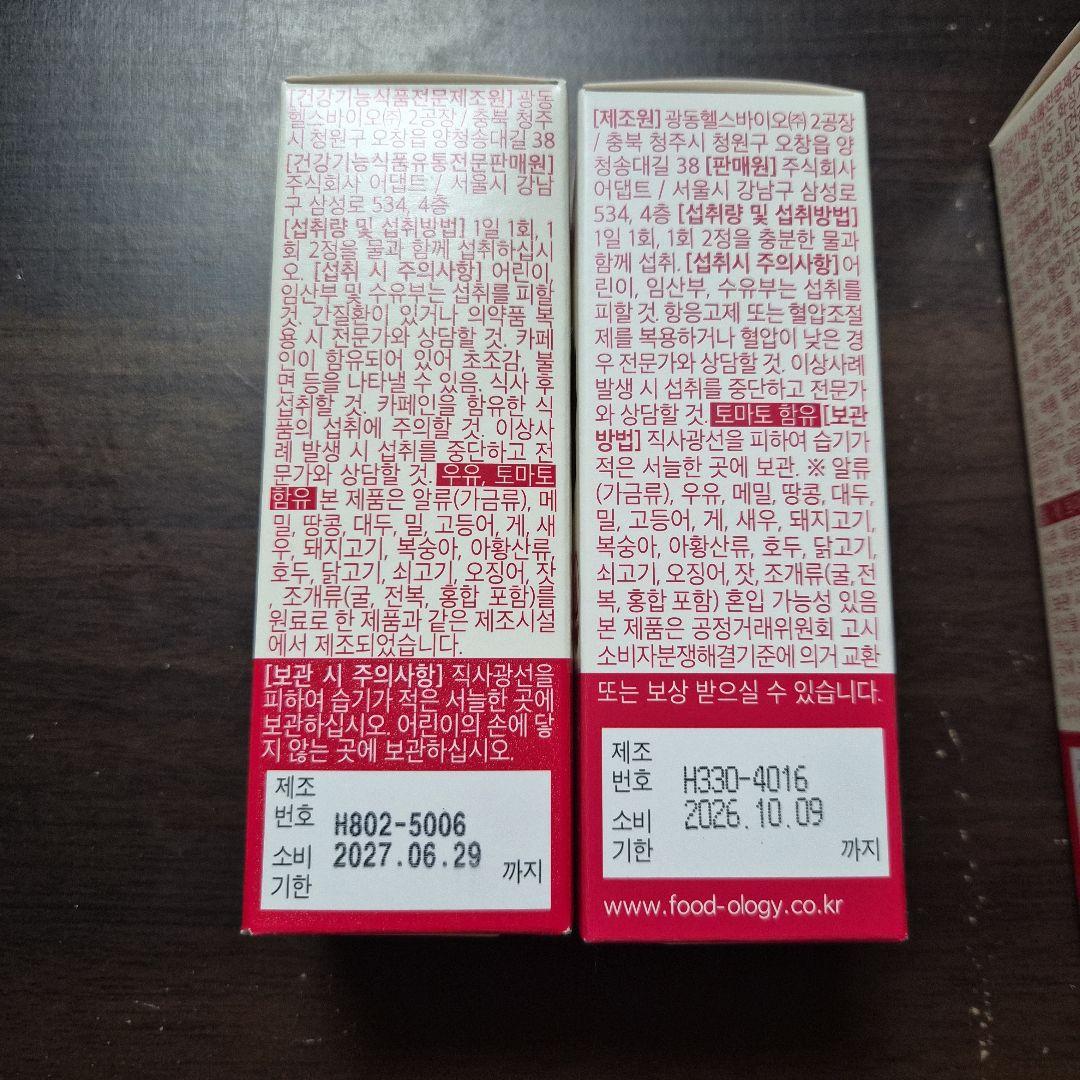 [건강기능식품전문제조원] 광동
헬스바이오㈜ 2공장 / 충북 청주
시 청원구 오창읍 양청송대길 38
[건강기능식품유통전문판매원]
주식회사 어댑트 / 서울시 강남
구 삼성로 534, 4층
[섭취량 및 섭취방법] 1일 1회, 1
회 2정을 물과 함께 섭취하십시
오. [섭취 시 주의사항] 어린이,
임산부 및 수유부는 섭취를 피할
것. 간질환이 있거나 의약품 복
용 시 전문가와 상담할 것. 카페
인이 함유되어 있어 초조감, 불
면 등을 나타낼 수 있음. 식사 후
섭취할 것. 카페인을 함유한 식
품의 섭취에 주의할 것. 이상사
례 발생 시 섭취를 중단하고 전
문가와 상담할 것. 우유, 토마토
함유 본 제품은 알류(가금류), 메
밀, 땅콩, 대두, 밀, 고등어, 게, 새
우, 돼지고기, 복숭아, 아황산류,
호두, 닭고기, 쇠고기, 오징어, 잣
, 조개류(굴, 전복, 홍합 포함)를
원료로 한 제품과 같은 제조시설
에서 제조되었습니다.
[보관 시 주의사항] 직사광선을
피하여 습기가 적은 서늘한 곳에
보관하십시오. 어린이의 손에 닿
지 않는 곳에 보관하십시오.
제조
번호 H802-5006
소비 2027.06.29 까지
기한
[제조원] 광동헬스바이오㈜ 2공장
/ 충북 청주시 청원구 오창읍 양
청송대길 38 [판매원] 주식회사
어댑트 / 서울시 강남구 삼성로
534, 4층 [섭취량 및 섭취방법]
1일 1회, 1회 2정을 충분한 물과
함께 섭취. [섭취시 주의사항] 어
린이, 임산부, 수유부는 섭취를
피할 것. 항응고제 또는 혈압조절
제를 복용하거나 혈압이 낮은 경
우 전문가와 상담할 것. 이상사례
발생 시 섭취를 중단하고 전문가
와 상담할 것. 토마토 함유 [보관
방법] 직사광선을 피하여 습기가
적은 서늘한 곳에 보관. ※ 알류
(가금류), 우유, 메밀, 땅콩, 대두,
밀, 고등어, 게, 새우, 돼지고기,
복숭아, 아황산류, 호두, 닭고기,
쇠고기, 오징어, 잣, 조개류(굴,전
복, 홍합 포함) 혼입 가능성 있음
본 제품은 공정거래위원회 고시
소비자분쟁해결기준에 의거 교환
또는 보상 받으실 수 있습니다.
제조
번호 H330-4016
소비 2026.10.09
기한 까지
www.food-ology.co.kr